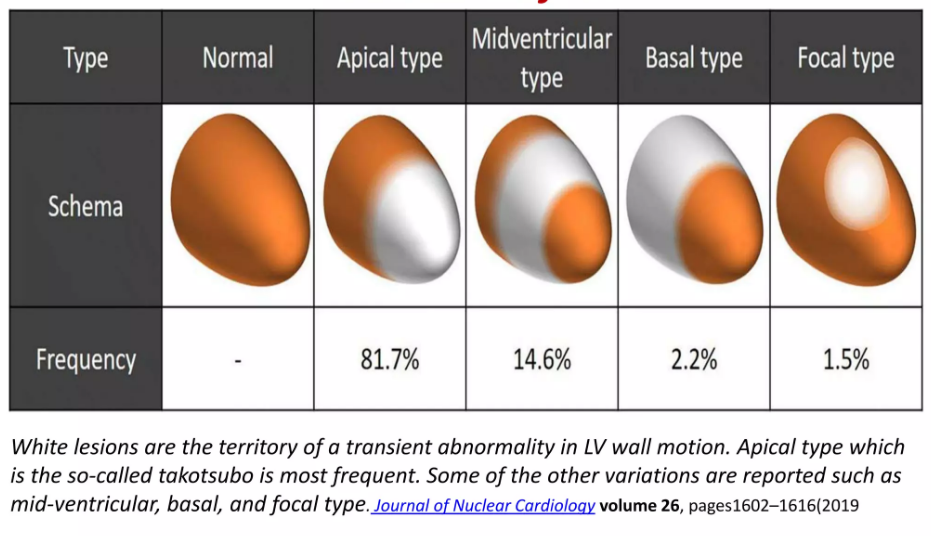 Type Normal Apical type Midventricular type Basal type Focal type
Schema
Frequency - 81.7% 14.6% 2.2% 1.5%
White lesions are the territory of a transient abnormality in LV wall motion. Apical type which
is the so-called takotsubo is most frequent. Some of the other variations are reported such as
mid-ventricular, basal, and focal type. Journal of Nuclear Cardiology volume 26, pages1602–1616(2019